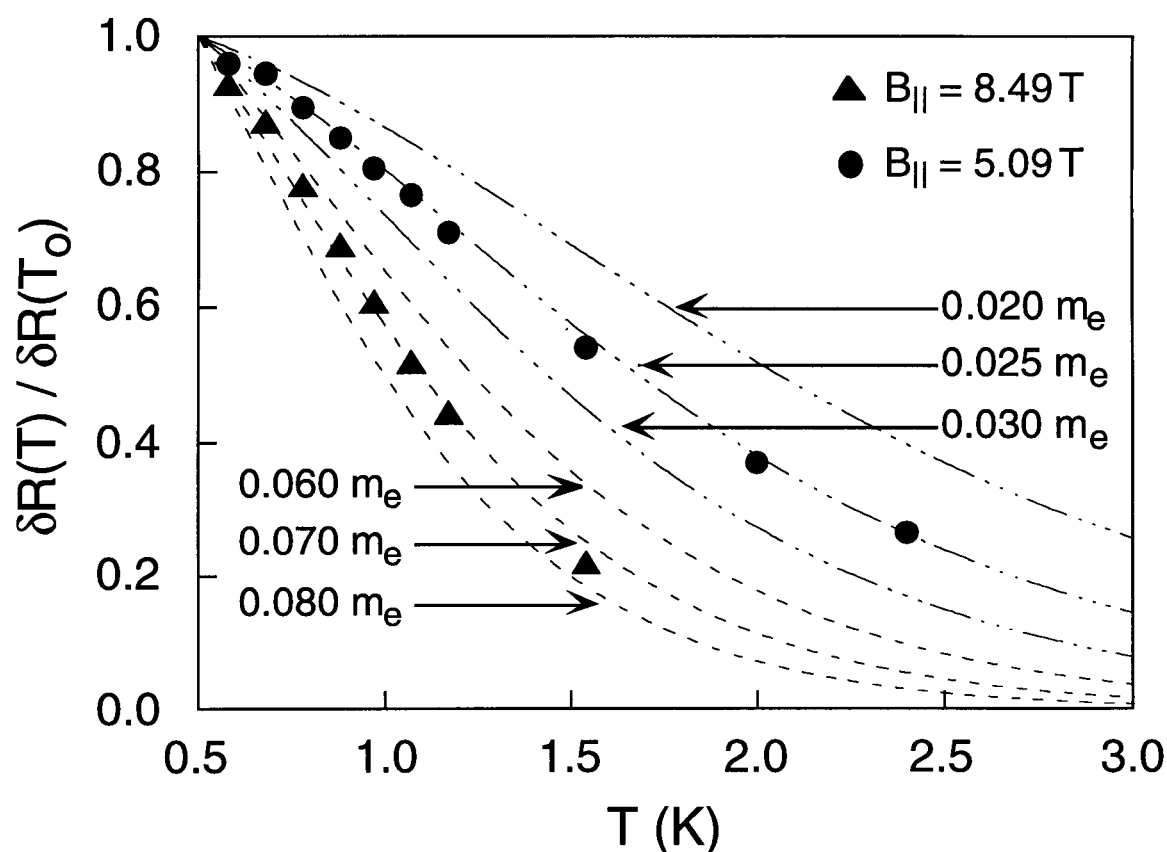 δR(T) / δR(T₀)
1.0
0.8
0.6
0.4
0.2
0.0
B|| = 8.49 T
B|| = 5.09 T
0.020 mₑ
0.025 mₑ
0.030 mₑ
0.060 mₑ
0.070 mₑ
0.080 mₑ
0.5 1.0 1.5 2.0 2.5 3.0
T (K)